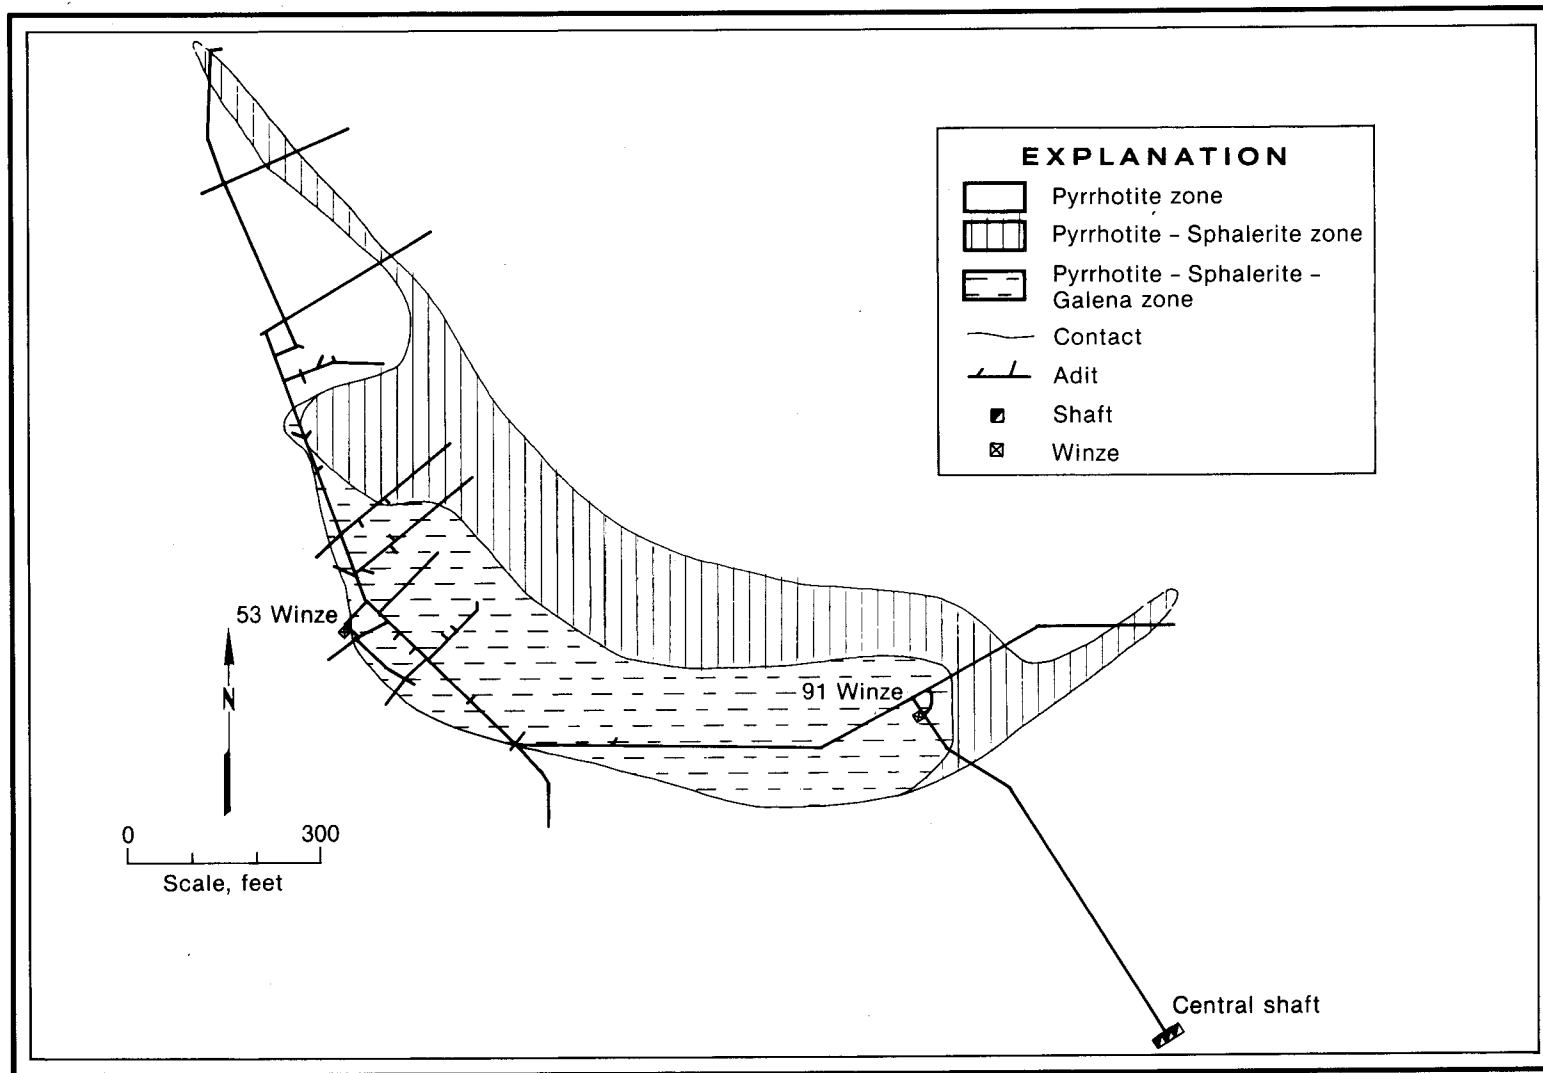 EXPLANATION
Pyrrhotite zone
Pyrrhotite - Sphalerite zone
Pyrrhotite - Sphalerite -
Galena zone
Contact
Adit
Shaft
Winze
53 Winze
N
91 Winze
0 300
Scale, feet
Central shaft